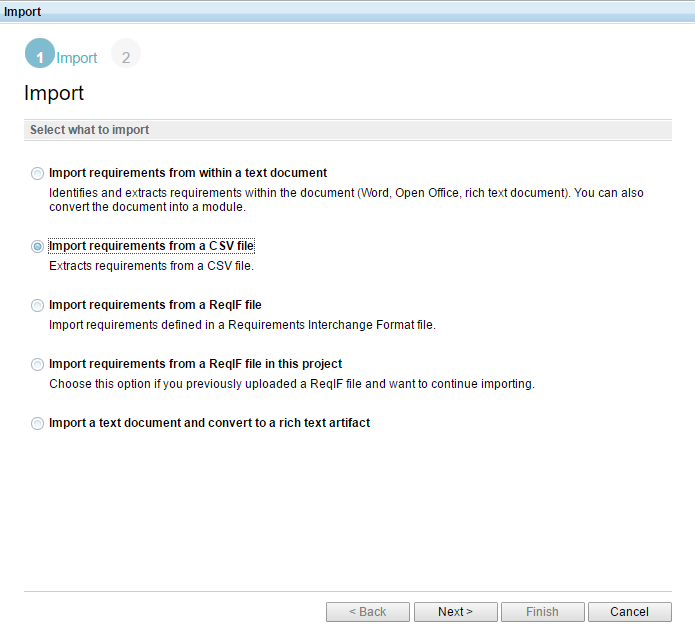 Import
1 Import 2
Import
Select what to import
Import requirements from within a text document
Identifies and extracts requirements within the document (Word, Open Office, rich text document). You can also
convert the document into a module.
Import requirements from a CSV file
Extracts requirements from a CSV file.
Import requirements from a ReqIF file
Import requirements defined in a Requirements Interchange Format file.
Import requirements from a ReqIF file in this project
Choose this option if you previously uploaded a ReqIF file and want to continue importing.
Import a text document and convert to a rich text artifact
< Back Next > Finish Cancel